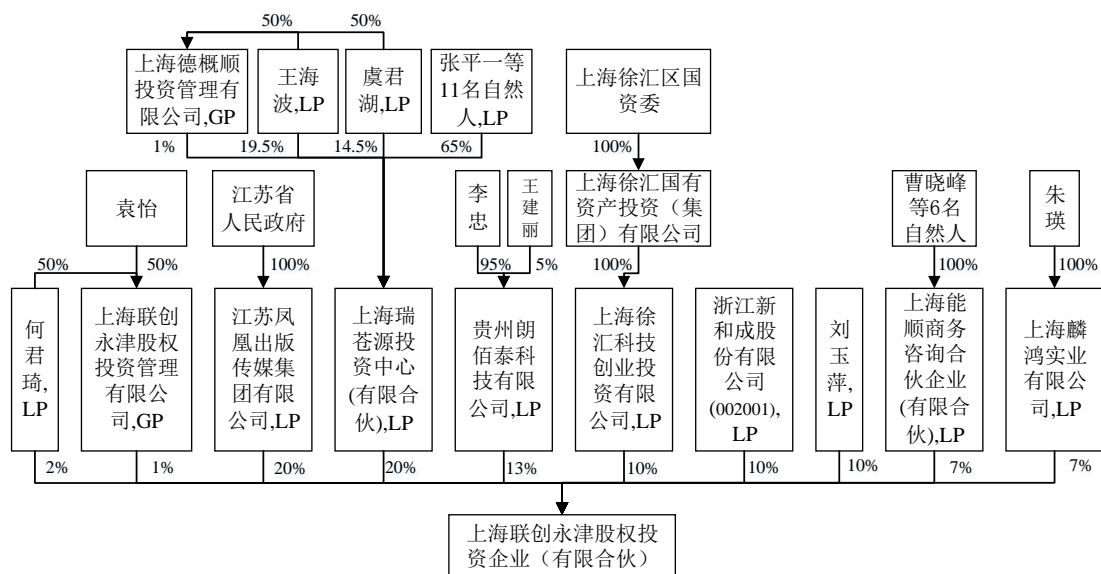 50%
50%
上海德概顺
投资管理有
限公司,GP
王海
波,LP
虞君
湖,LP
张平一等
11名自然
人,LP
上海徐汇区国
资委
1%
19.5%
14.5%
65%
100%
袁怡
江苏省
人民政府
李
忠
王
建
丽
上海徐汇国有
资产投资（集
团）有限公司
曹晓峰
等6名
自然人
朱
瑛
50%
50%
100%
95%
5%
100%
100%
100%
何
君
琦,
LP
上海联创
永津股权
投资管理
有限公
司,GP
江苏凤
凰出版
传媒集
团有限
公司,LP
上海瑞
苍源投
资中心
(有限合
伙),LP
贵州朗
佰泰科
技有限
公司,LP
上海徐
汇科技
创业投
资有限
公司,LP
浙江新
和成股
份有限
公司
(002001),
LP
刘
玉
萍,
LP
上海能
顺商务
咨询合
伙企业
(有限合
伙),LP
上海麟
鸿实业
有限公
司,LP
2%
1%
20%
20%
13%
10%
10%
10%
7%
7%
上海联创永津股权投
资企业（有限合伙）